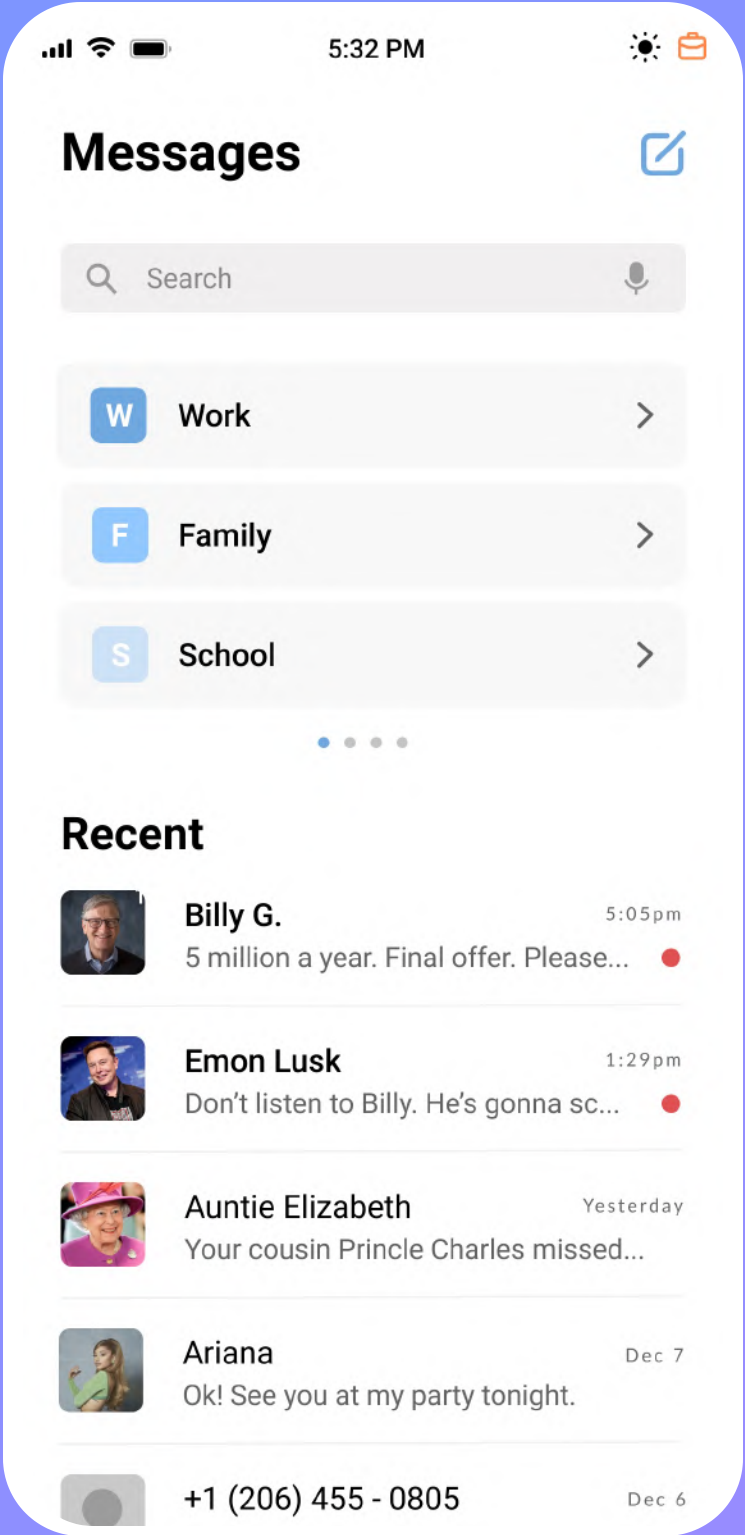 5:32 PM
Messages
Search
W Work
F Family
S School
Recent
Billy G. 5:05pm
5 million a year. Final offer. Please...
Emon Lusk 1:29pm
Don’t listen to Billy. He’s gonna sc...
Auntie Elizabeth Yesterday
Your cousin Princle Charles missed...
Ariana Dec 7
Ok! See you at my party tonight.
+1 (206) 455 - 0805 Dec 6